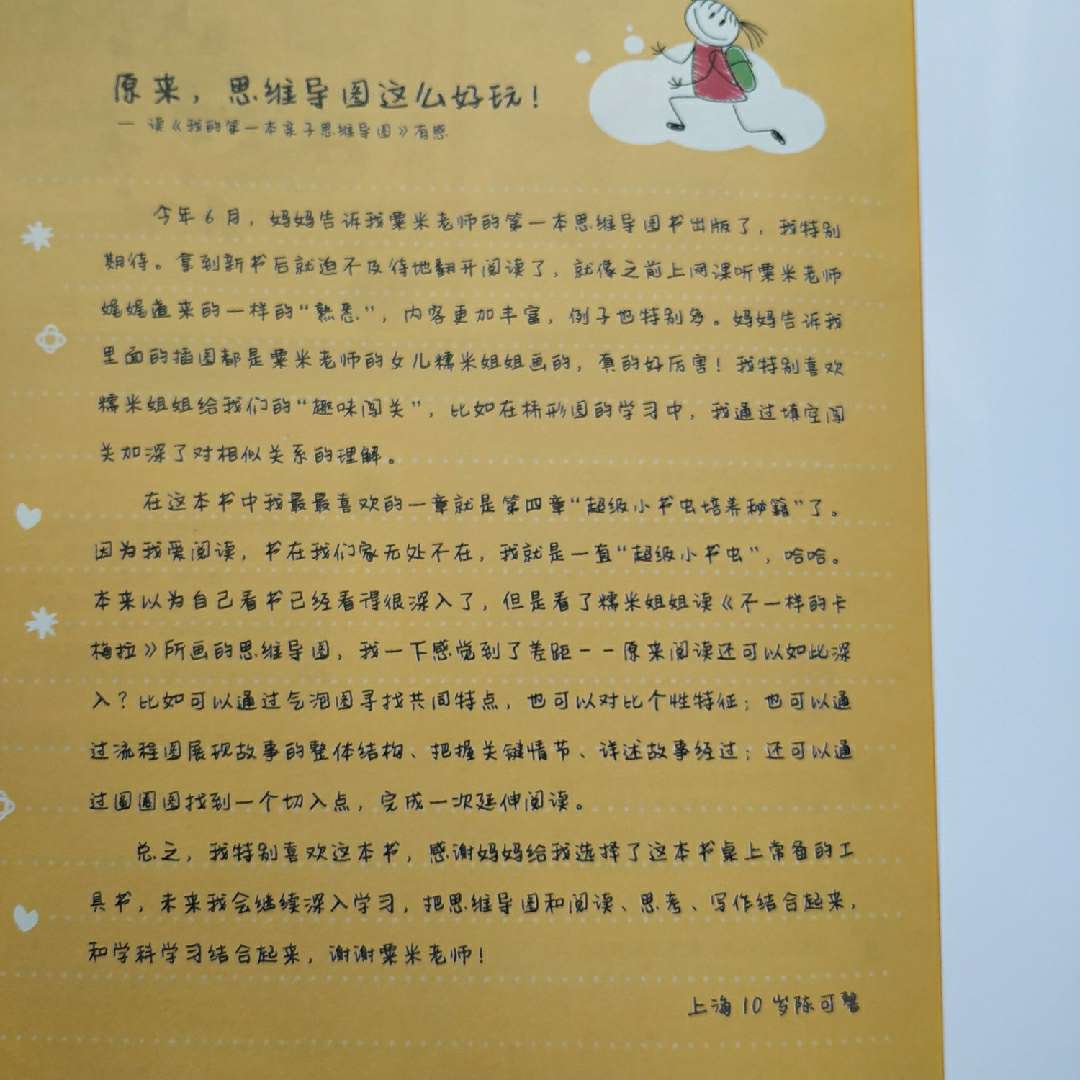 原来，思维导图这么好玩！
— 读《我的第一本亲子思维导图》有感
今年6月，妈妈告诉我粟米老师的第一本思维导图书出版了，我特别
期待。拿到新书后就迫不及待地翻开阅读了，就像之前上网课听粟米老师
娓娓道来的一样的“熟悉”，内容更加丰富，例子也特别多。妈妈告诉我
里面的插图都是粟米老师的女儿糯米姐姐画的，真的好厉害！我特别喜欢
糯米姐姐给我们的“趣味闯关”，比如在桥形图的学习中，我通过填空闯
关加深了对相似关系的理解。
在这本书中我最最喜欢的一章就是第四章“超级小书虫培养秘籍”了。
因为我爱阅读，书在我们家无处不在，我就是一直“超级小书虫”，哈哈。
本来以为自己看书已经看得很深入了，但是看了糯米姐姐读《不一样的卡
梅拉》所画的思维导图，我一下感觉到了差距--原来阅读还可以如此深
入？比如可以通过气泡图寻找共同特点，也可以对比个性特征；也可以通
过流程图展现故事的整体结构、把握关键情节、详述故事经过；还可以通
过圆圈图找到一个切入点，完成一次延伸阅读。
总之，我特别喜欢这本书，感谢妈妈给我选择了这本书桌上常备的工
具书，未来我会继续深入学习，把思维导图和阅读、思考、写作结合起来，
和学科学习结合起来，谢谢粟米老师！
上海10岁陈可馨